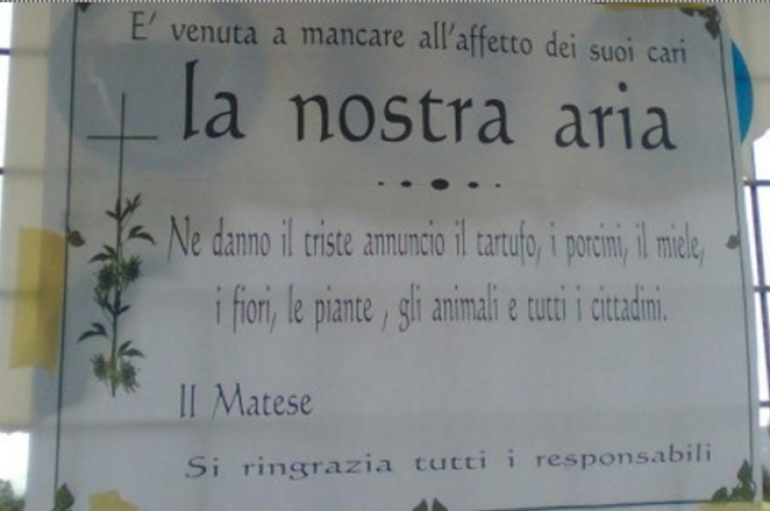 E' venuta a mancare all'affetto dei suoi cari
la nostra aria
Ne danno il triste annuncio il tartufo, i porcini, il miele,
i fiori, le piante , gli animali e tutti i cittadini.
Il Matese
Si ringrazia tutti i responsabili